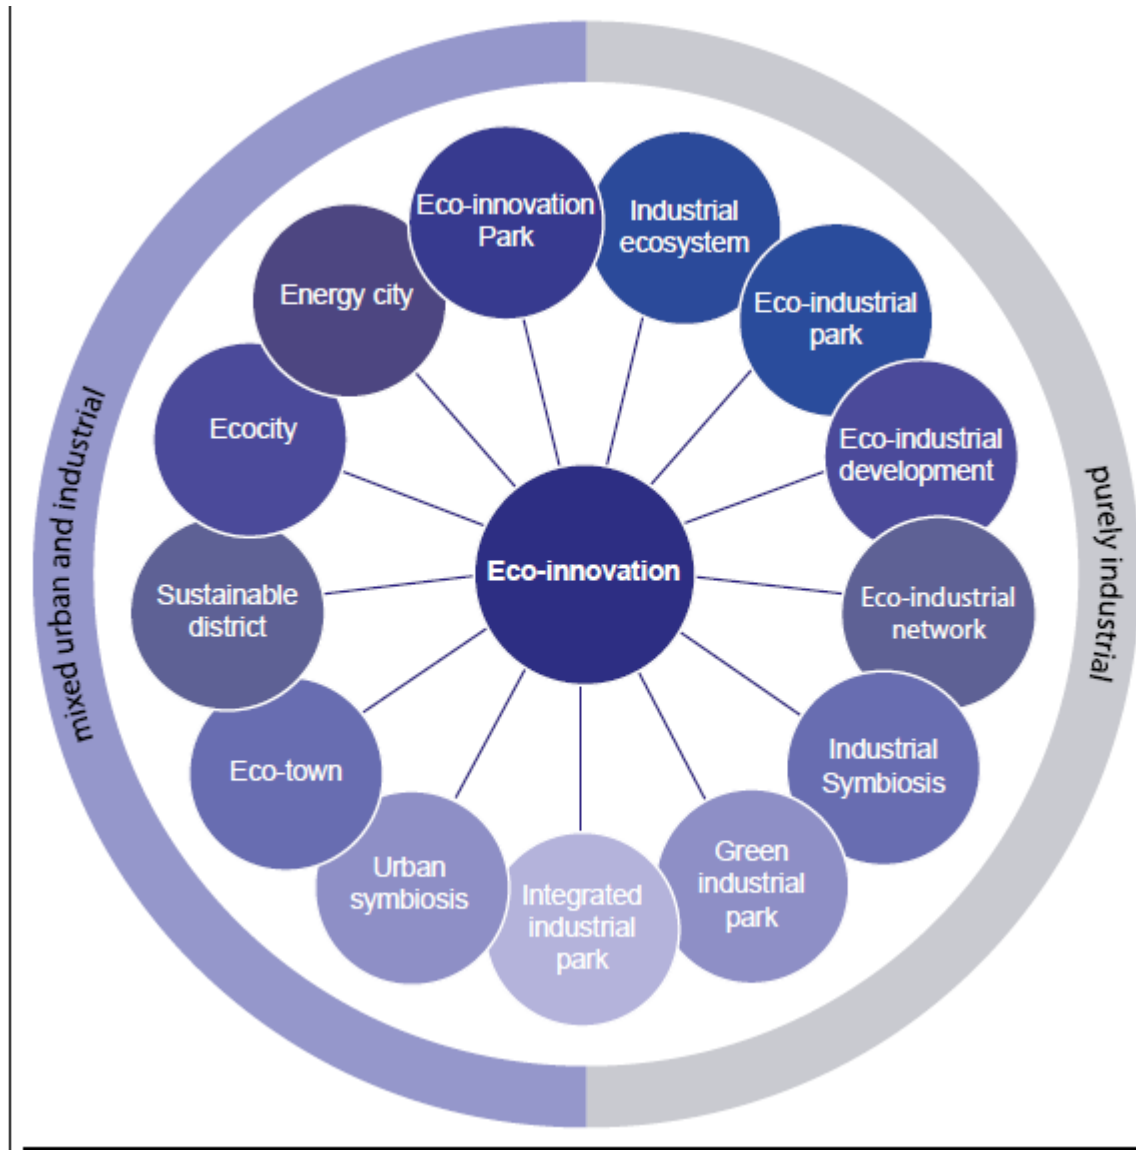 Eco-innovation
Park
Industrial
ecosystem
Eco-industrial
park
Eco-industrial
development
Eco-industrial
network
Industrial
Symbiosis
Green
industrial
park
Integrated
industrial
park
Urban
symbiosis
Eco-town
Sustainable
district
Ecocity
Energy city
Eco-innovation
mixed urban and industrial
purely industrial